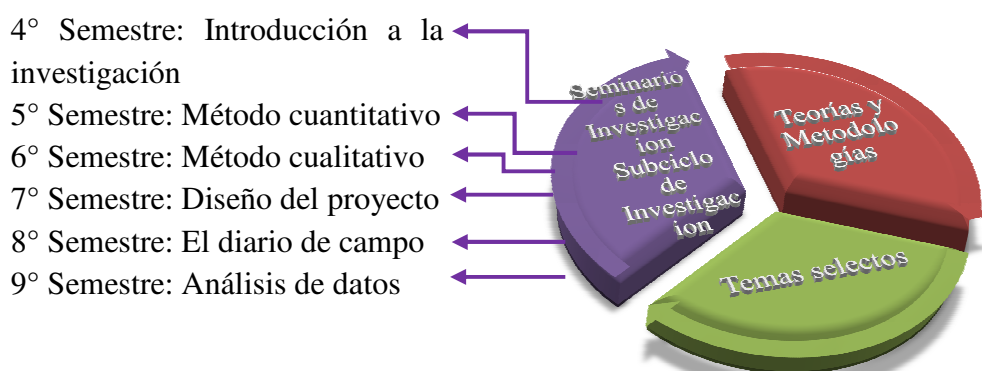 4° Semestre: Introducción a la
investigación
5° Semestre: Método cuantitativo
6° Semestre: Método cualitativo
7° Semestre: Diseño del proyecto
8° Semestre: El diario de campo
9° Semestre: Análisis de datos
Seminario
s de
Investigac
ion
Subciclo
de
Investigac
ion
Teorías y
Metodolo
gías
Temas selectos